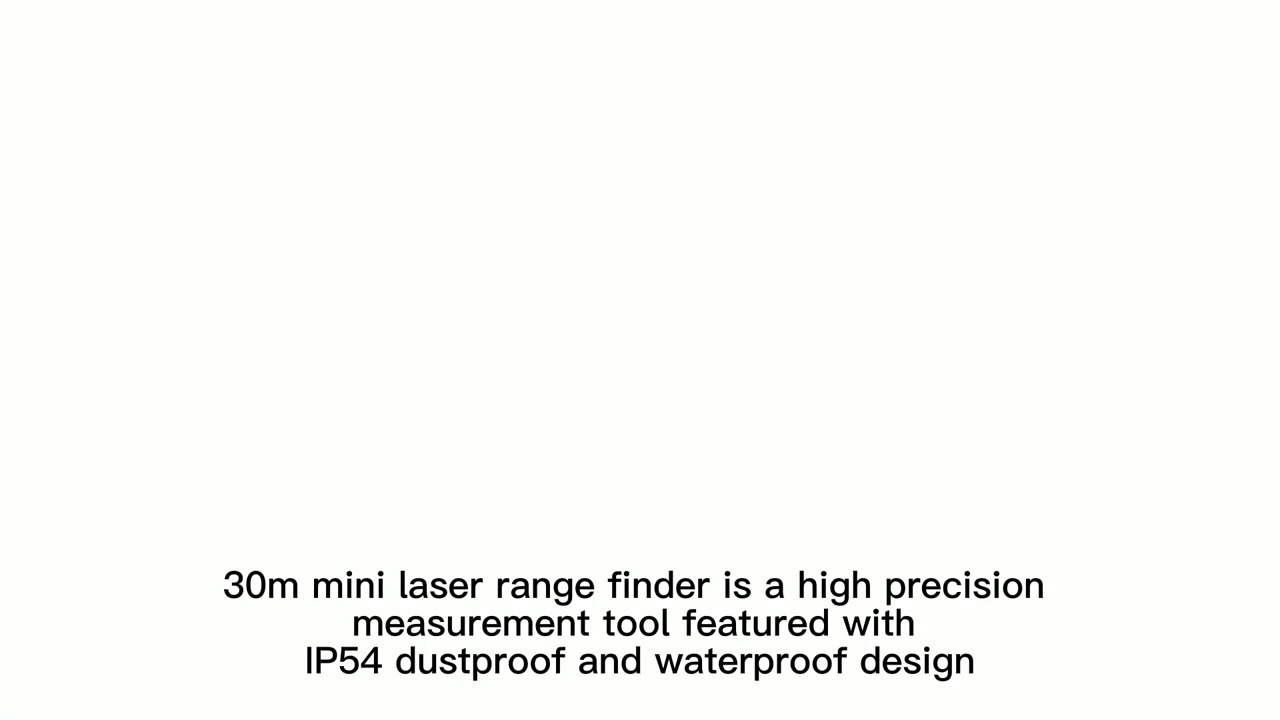 30m mini laser range finder is a high precision
measurement tool featured with
IP54 dustproof and waterproof design